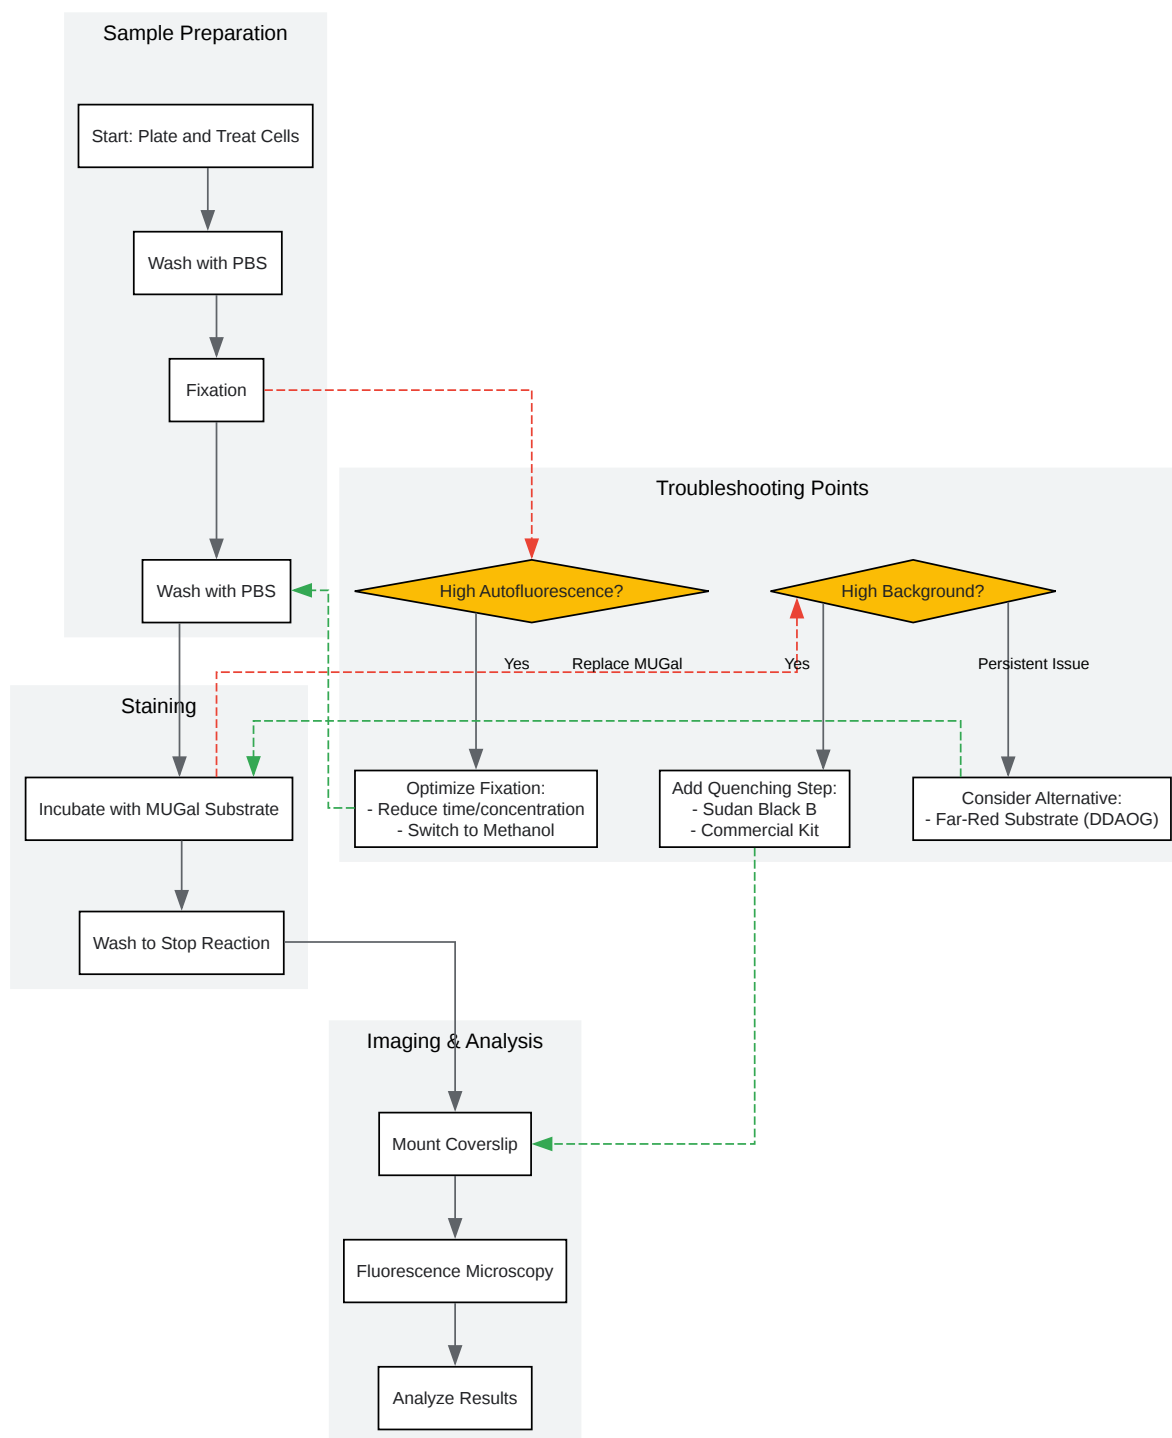 Sample Preparation
Start: Plate and Treat Cells
Wash with PBS
Fixation
Wash with PBS
Troubleshooting Points
High Autofluorescence?
High Background?
Yes
Replace MUGal
Yes
Persistent Issue
Optimize Fixation:
- Reduce time/concentration
- Switch to Methanol
Add Quenching Step:
- Sudan Black B
- Commercial Kit
Consider Alternative:
- Far-Red Substrate (DDAOG)
Staining
Incubate with MUGal Substrate
Wash to Stop Reaction
Imaging & Analysis
Mount Coverslip
Fluorescence Microscopy
Analyze Results